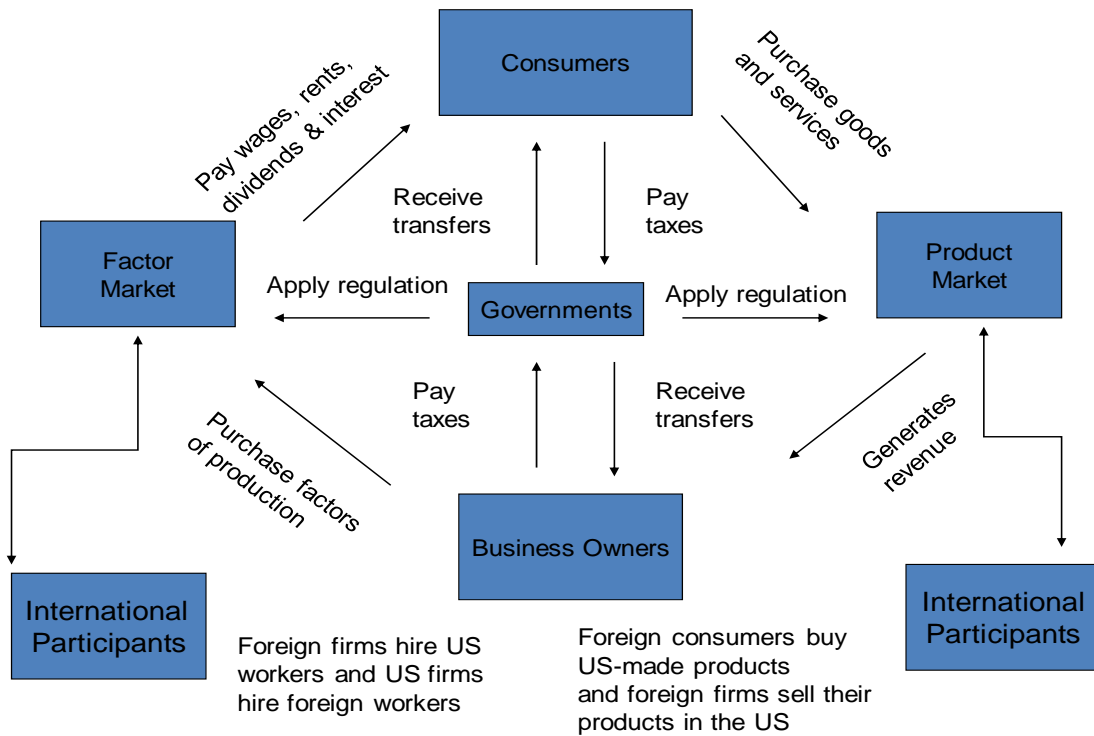 Consumers
Purchase goods
and services
Pay wages, rents,
dividends & interest
Receive
transfers
Pay
taxes
Factor
Market
Product
Market
Apply regulation
Governments
Apply regulation
Pay
taxes
Receive
transfers
Purchase factors
of production
Generates
revenue
Business Owners
International
Participants
International
Participants
Foreign firms hire US
workers and US firms
hire foreign workers
Foreign consumers buy
US-made products
and foreign firms sell their
products in the US